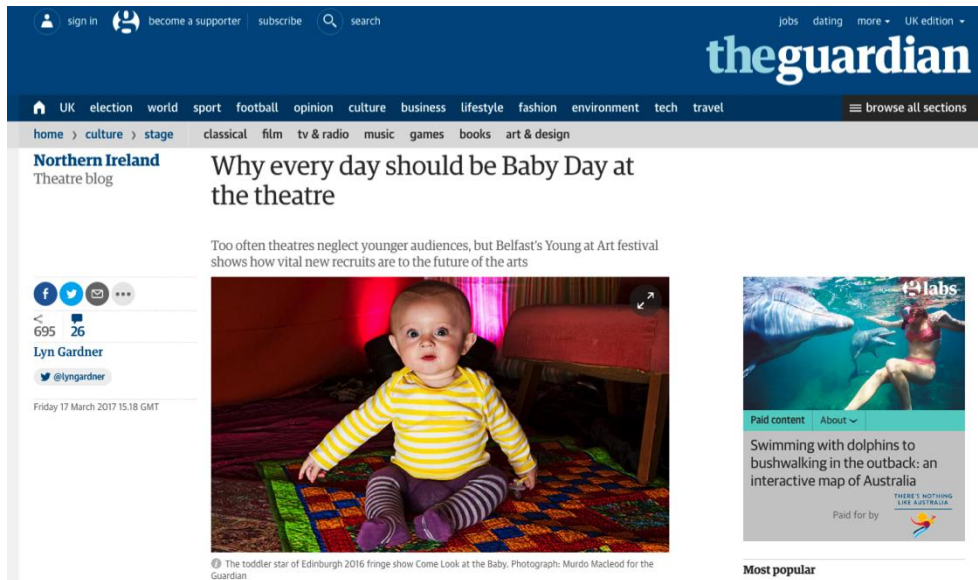 sign in become a supporter subscribe search
jobs dating more UK edition
theguardian
UK election world sport football opinion culture business lifestyle fashion environment tech travel
browse all sections
home culture stage classical film tv & radio music games books art & design
Northern Ireland
Theatre blog
Why every day should be Baby Day at
the theatre
Too often theatres neglect younger audiences, but Belfast's Young at Art festival
shows how vital new recruits are to the future of the arts
695 26
Lyn Gardner
@lyngardner
Friday 17 March 2017 15.18 GMT
The toddler star of Edinburgh 2016 fringe show Come Look at the Baby. Photograph: Murdo Macleod for the
Guardian
labs
Paid content About
Swimming with dolphins to
bushwalking in the outback: an
interactive map of Australia
Paid for by
THERE'S NOTHING
LIKE AUSTRALIA
Most popular